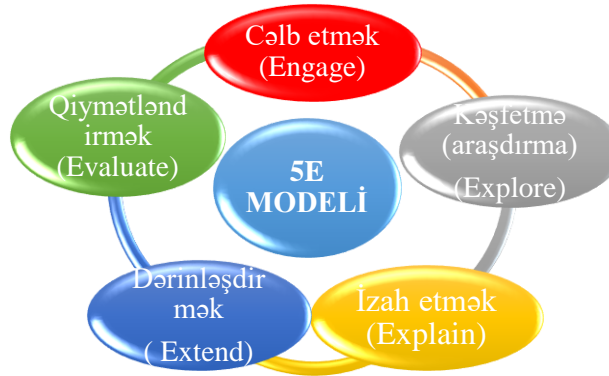 Cəlb etmək
(Engage)
Kəşfetmə
(araşdırma)
(Explore)
İzah etmək
(Explain)
Dərinləşdir
mək
( Extend)
Qiymətlənd
irmək
(Evaluate)
5E
MODELİ